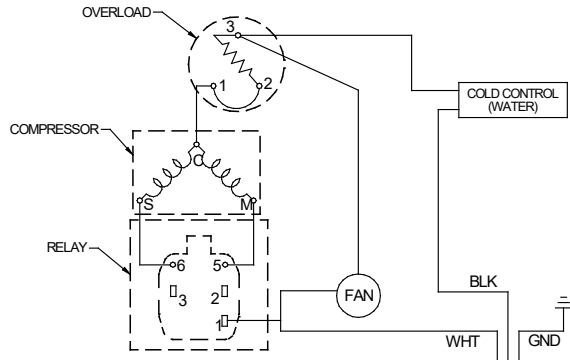 OVERLOAD
3
1 2
COLD CONTROL
(WATER)
COMPRESSOR
C
S M
RELAY
6 5
3 2
1
FAN
BLK
WHT GND